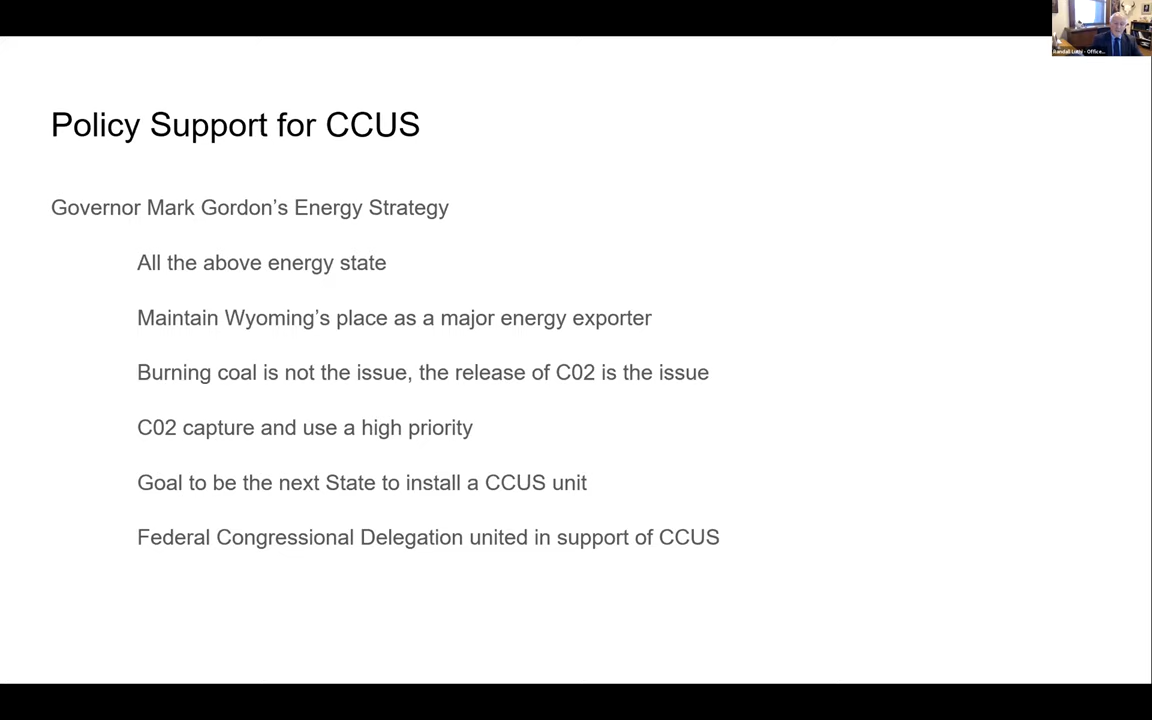 Randall Luthi - Office...
Policy Support for CCUS
Governor Mark Gordon’s Energy Strategy
All the above energy state
Maintain Wyoming’s place as a major energy exporter
Burning coal is not the issue, the release of C02 is the issue
C02 capture and use a high priority
Goal to be the next State to install a CCUS unit
Federal Congressional Delegation united in support of CCUS